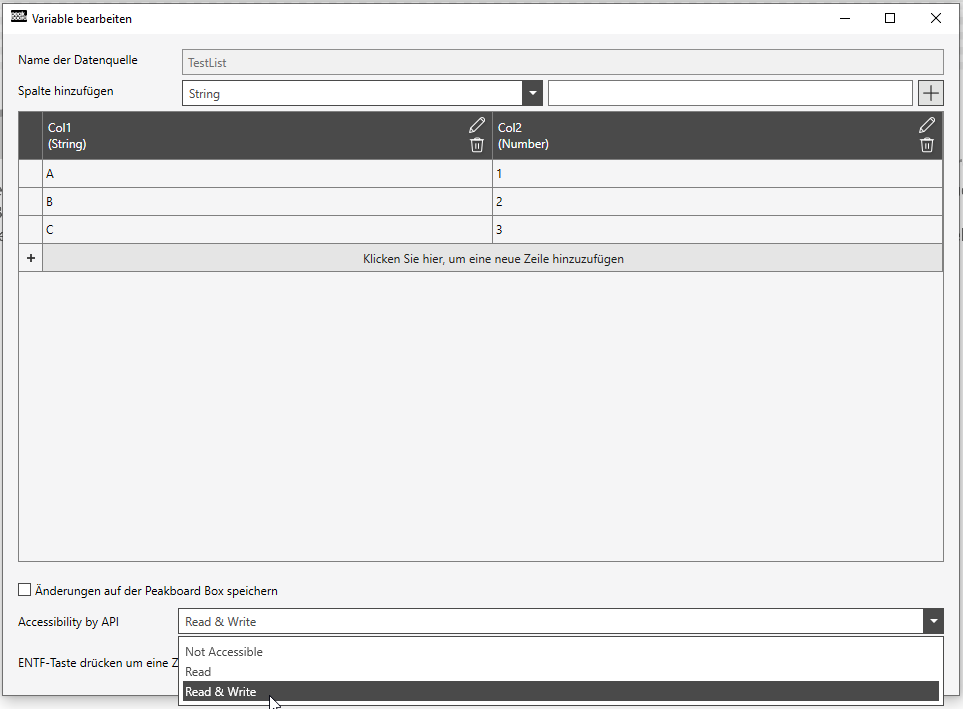 peak board Variable bearbeiten
Name der Datenquelle TestList
Spalte hinzufügen String
Col1 Col2
(String) (Number)
A 1
B 2
C 3
+ Klicken Sie hier, um eine neue Zeile hinzuzufügen
Änderungen auf der Peakboard Box speichern
Accessibility by API Read & Write
Not Accessible
ENTF-Taste drücken um eine Z
Read
Read & Write